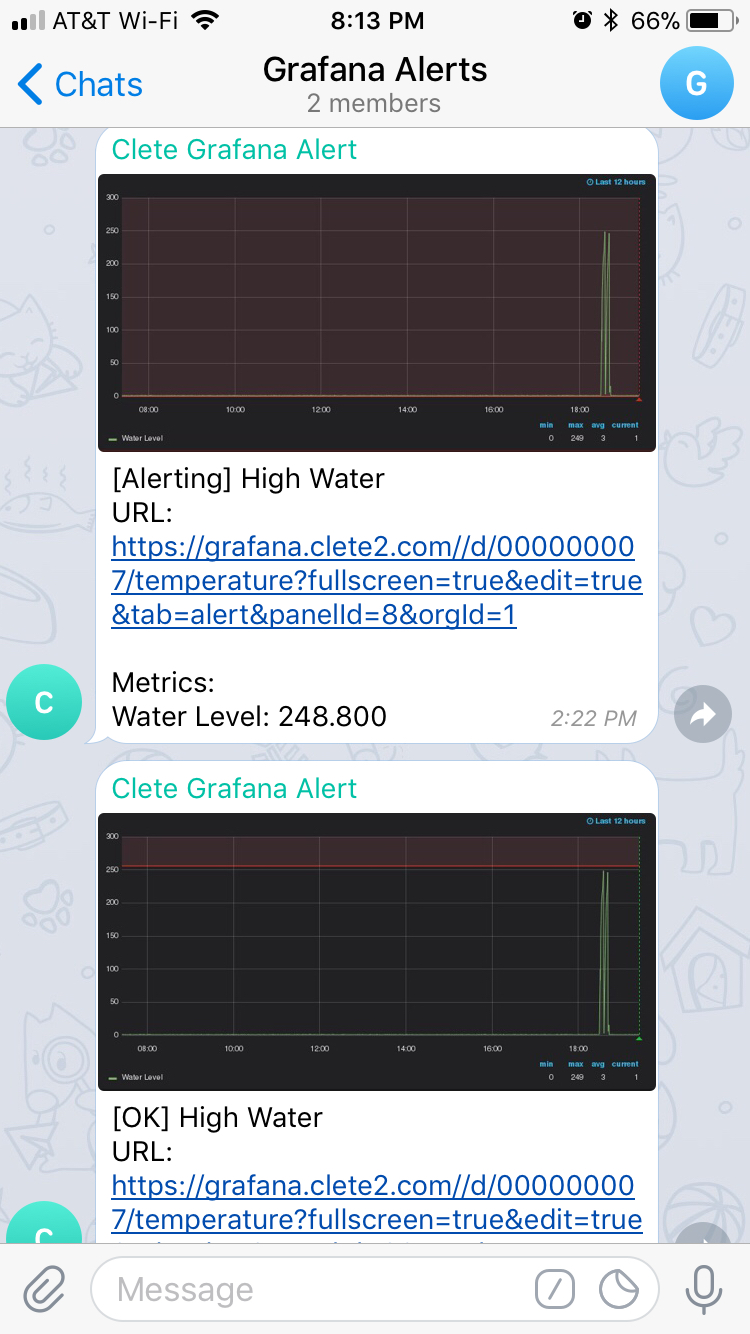 AT&T Wi-Fi 8:13 PM 66%
Chats
Grafana Alerts
2 members
G
Clete Grafana Alert
Last 12 hours
300
250
200
150
100
50
0
08:00 10:00 12:00 14:00 16:00 18:00
min max avg current
Water Level 0 249 3 1
[Alerting] High Water
URL:
https://grafana.clete2.com//d/00000000
7/temperature?fullscreen=true&edit=true
&tab=alert&panelId=8&orgId=1
Metrics:
Water Level: 248.800
2:22 PM
C
Clete Grafana Alert
Last 12 hours
300
250
200
150
100
50
0
08:00 10:00 12:00 14:00 16:00 18:00
min max avg current
Water Level 0 249 3 1
[OK] High Water
URL:
https://grafana.clete2.com//d/00000000
7/temperature?fullscreen=true&edit=true
C
Message